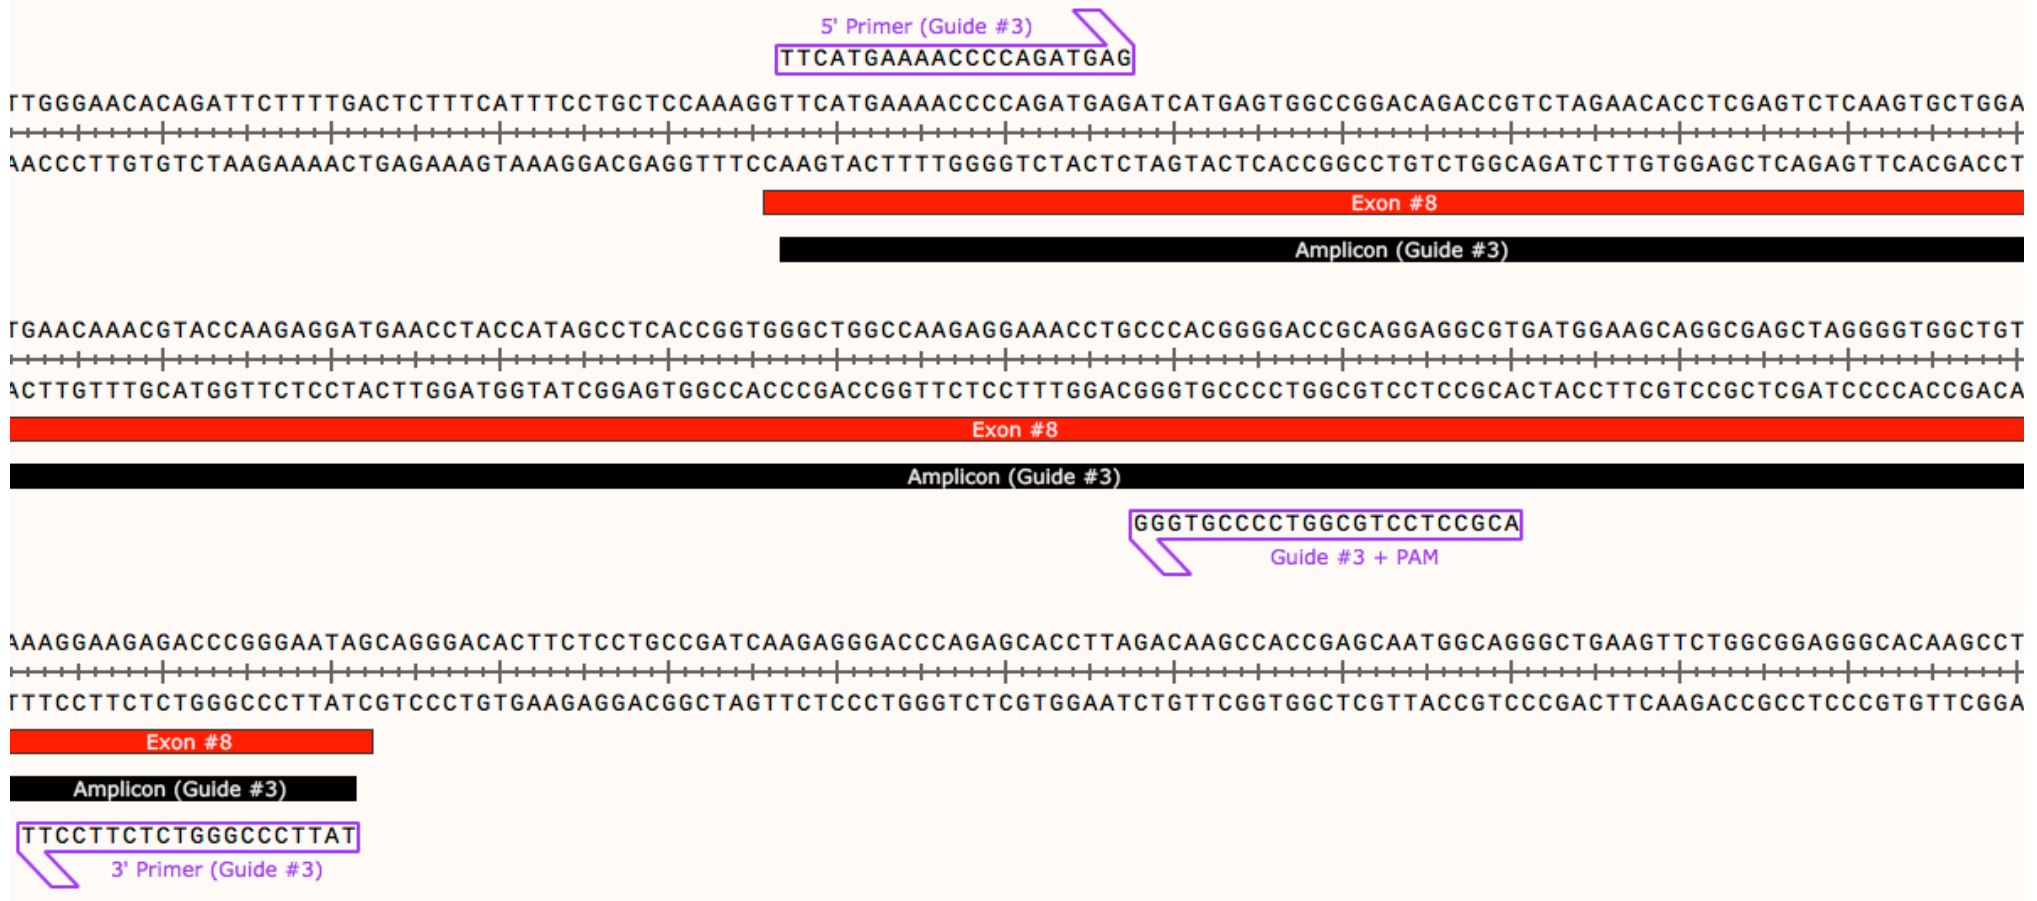 5' Primer (Guide #3)
TTCATGAAAACCCCAGATGAG
TTGGGAACACAGATTCTTTTGACTCTTTCATTTCCTGCTCCAAAGGTTCATGAAAACCCCAGATGAGATCATGAGTGGCCGGACAGACCGTCTAGAACACCTCGAGTCTCAAGTGCTGGA
AACCCTTGTGTCTAAGAAAACTGAGAAAGTAAAGGACGAGGTTTCCAAGTACTTTTGGGGTCTACTCTAGTACTCACCGGCCTGTCTGGCAGATCTTGTGGAGCTCAGAGTTCACGACCT
Exon #8
Amplicon (Guide #3)
TGAACAAACGTACCAAGAGGATGAACCTACCATAGCCTCACCGGTGGGCTGGCCAAGAGGAAACCTGCCCACGGGGACCGCAGGAGGCGTGATGGAAGCAGGCGAGCTAGGGGTGGCTGT
ACTTGTTTGCATGGTTCTCCTACTTGGATGGTATCGGAGTGGCCACCCGACCGGTTCTCCTTTGGACGGGTGCCCCTGGCGTCCTCCGCACTACCTTCGTCCGCTCGATCCCCACCGACA
Exon #8
Amplicon (Guide #3)
GGGTGCCCCTGGCGTCCTCCGCA
Guide #3 + PAM
AAAGGAAGAGACCCGGGAATAGCAGGGACACTTCTCCTGCCGATCAAGAGGGACCCAGAGCACCTTAGACAAGCCACCGAGCAATGGCAGGGCTGAAGTTCTGGCGGAGGGCACAAGCCT
TTTCCTTCTCTGGGCCCTTATCGTCCCTGTGAAGAGGACGGCTAGTTCTCCCTGGGTCTCGTGGAATCTGTTCGGTGGCTCGTTACCGTCCCGACTTCAAGACCGCCTCCCGTGTTCGGA
Exon #8
Amplicon (Guide #3)
TTCCTTCTCTGGGCCCTTAT
3' Primer (Guide #3)